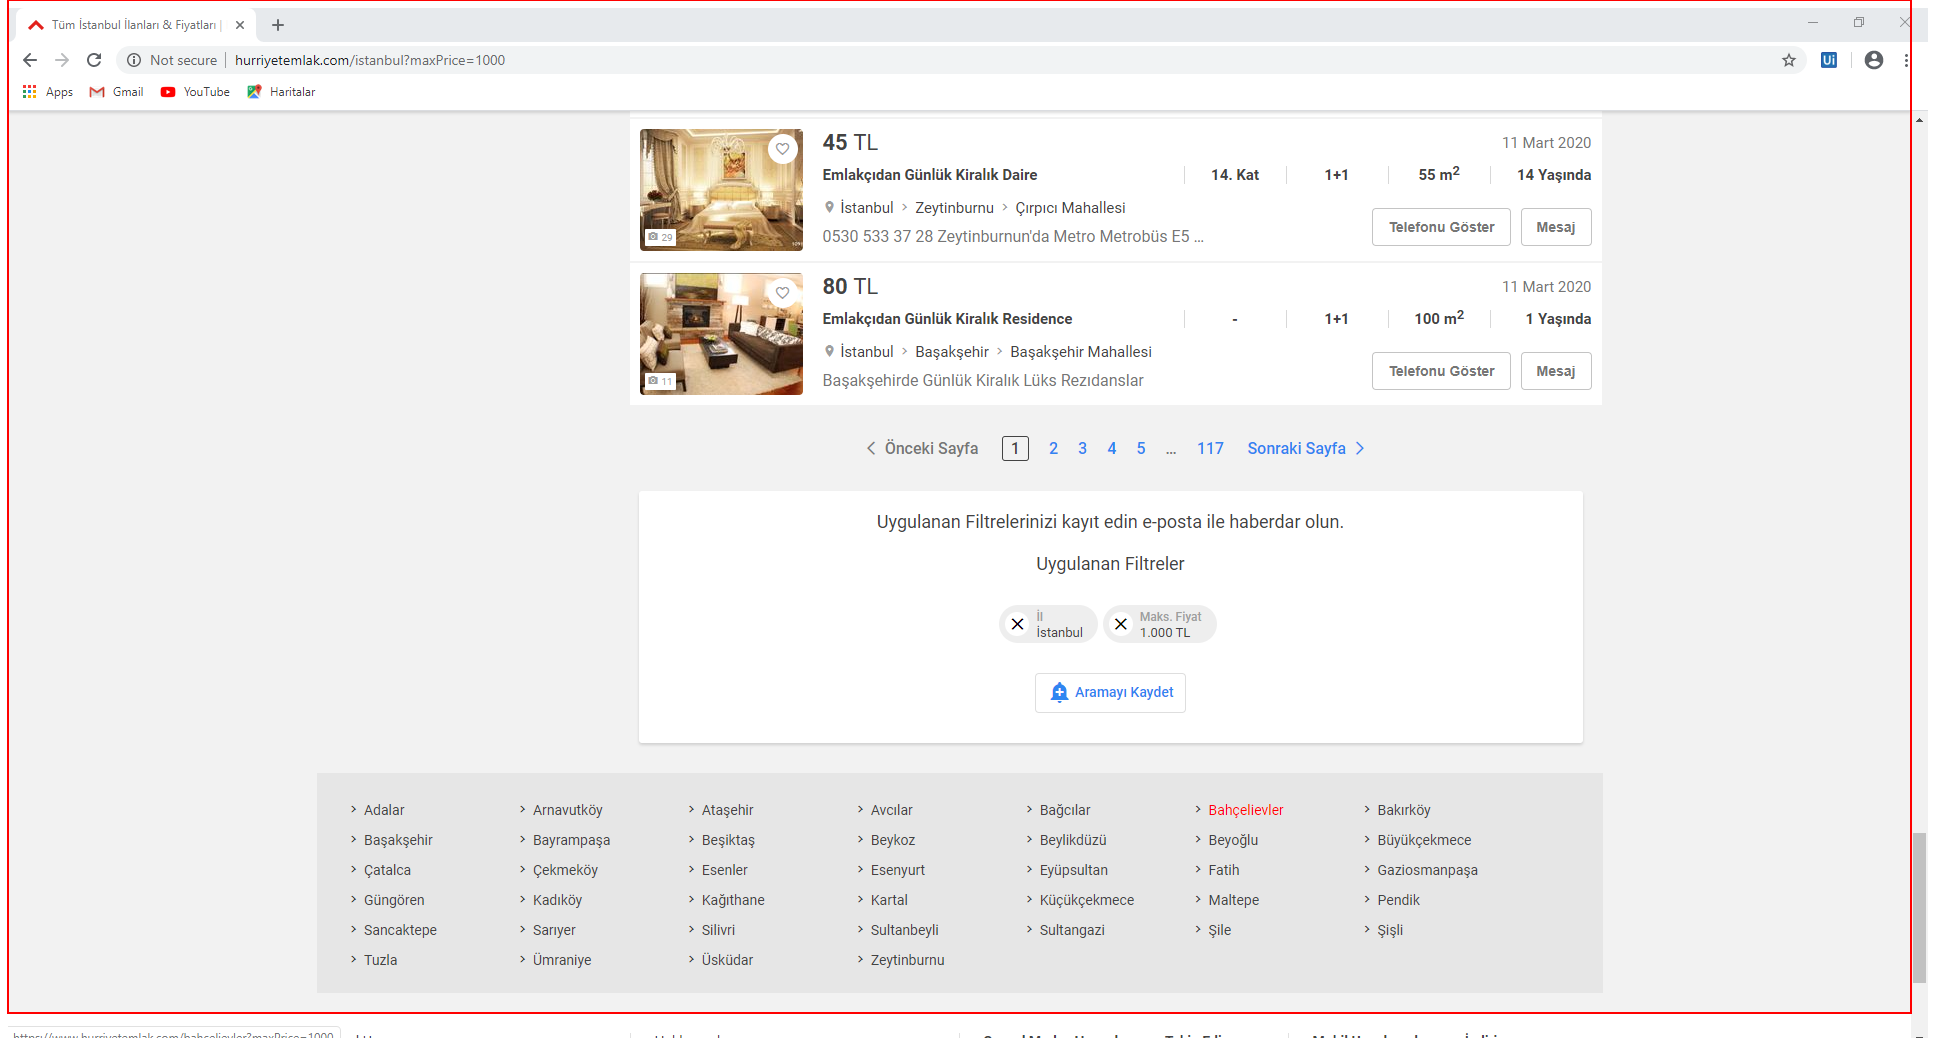 Tüm İstanbul İlanları & Fiyatları |
Not secure | hurriyetemlak.com/istanbul?maxPrice=1000
Ui
Apps Gmail YouTube Haritalar
45 TL 11 Mart 2020
Emlakçıdan Günlük Kiralık Daire 14. Kat 1+1 55 m2 14 Yaşında
İstanbul > Zeytinburnu > Çırpıcı Mahallesi
0530 533 37 28 Zeytinburnun'da Metro Metrobüs E5 ...
Telefonu Göster Mesaj
29
80 TL 11 Mart 2020
Emlakçıdan Günlük Kiralık Residence - 1+1 100 m2 1 Yaşında
İstanbul > Başakşehir > Başakşehir Mahallesi
Başakşehirde Günlük Kiralık Lüks Rezıdanslar
Telefonu Göster Mesaj
11
< Önceki Sayfa 1 2 3 4 5 ... 117 Sonraki Sayfa >
Uygulanan Filtrelerinizi kayıt edin e-posta ile haberdar olun.
Uygulanan Filtreler
İl
İstanbul
Maks. Fiyat
1.000 TL
Aramayı Kaydet
> Adalar > Arnavutköy > Ataşehir > Avcılar > Bağcılar > Bahçelievler > Bakırköy
> Başakşehir > Bayrampaşa > Beşiktaş > Beykoz > Beylikdüzü > Beyoğlu > Büyükçekmece
> Çatalca > Çekmeköy > Esenler > Esenyurt > Eyüpsultan > Fatih > Gaziosmanpaşa
> Güngören > Kadıköy > Kağıthane > Kartal > Küçükçekmece > Maltepe > Pendik
> Sancaktepe > Sarıyer > Silivri > Sultanbeyli > Sultangazi > Şile > Şişli
> Tuzla > Ümraniye > Üsküdar > Zeytinburnu
https://www.hurriyetemlak.com/bahcelievler?maxPrice=1000